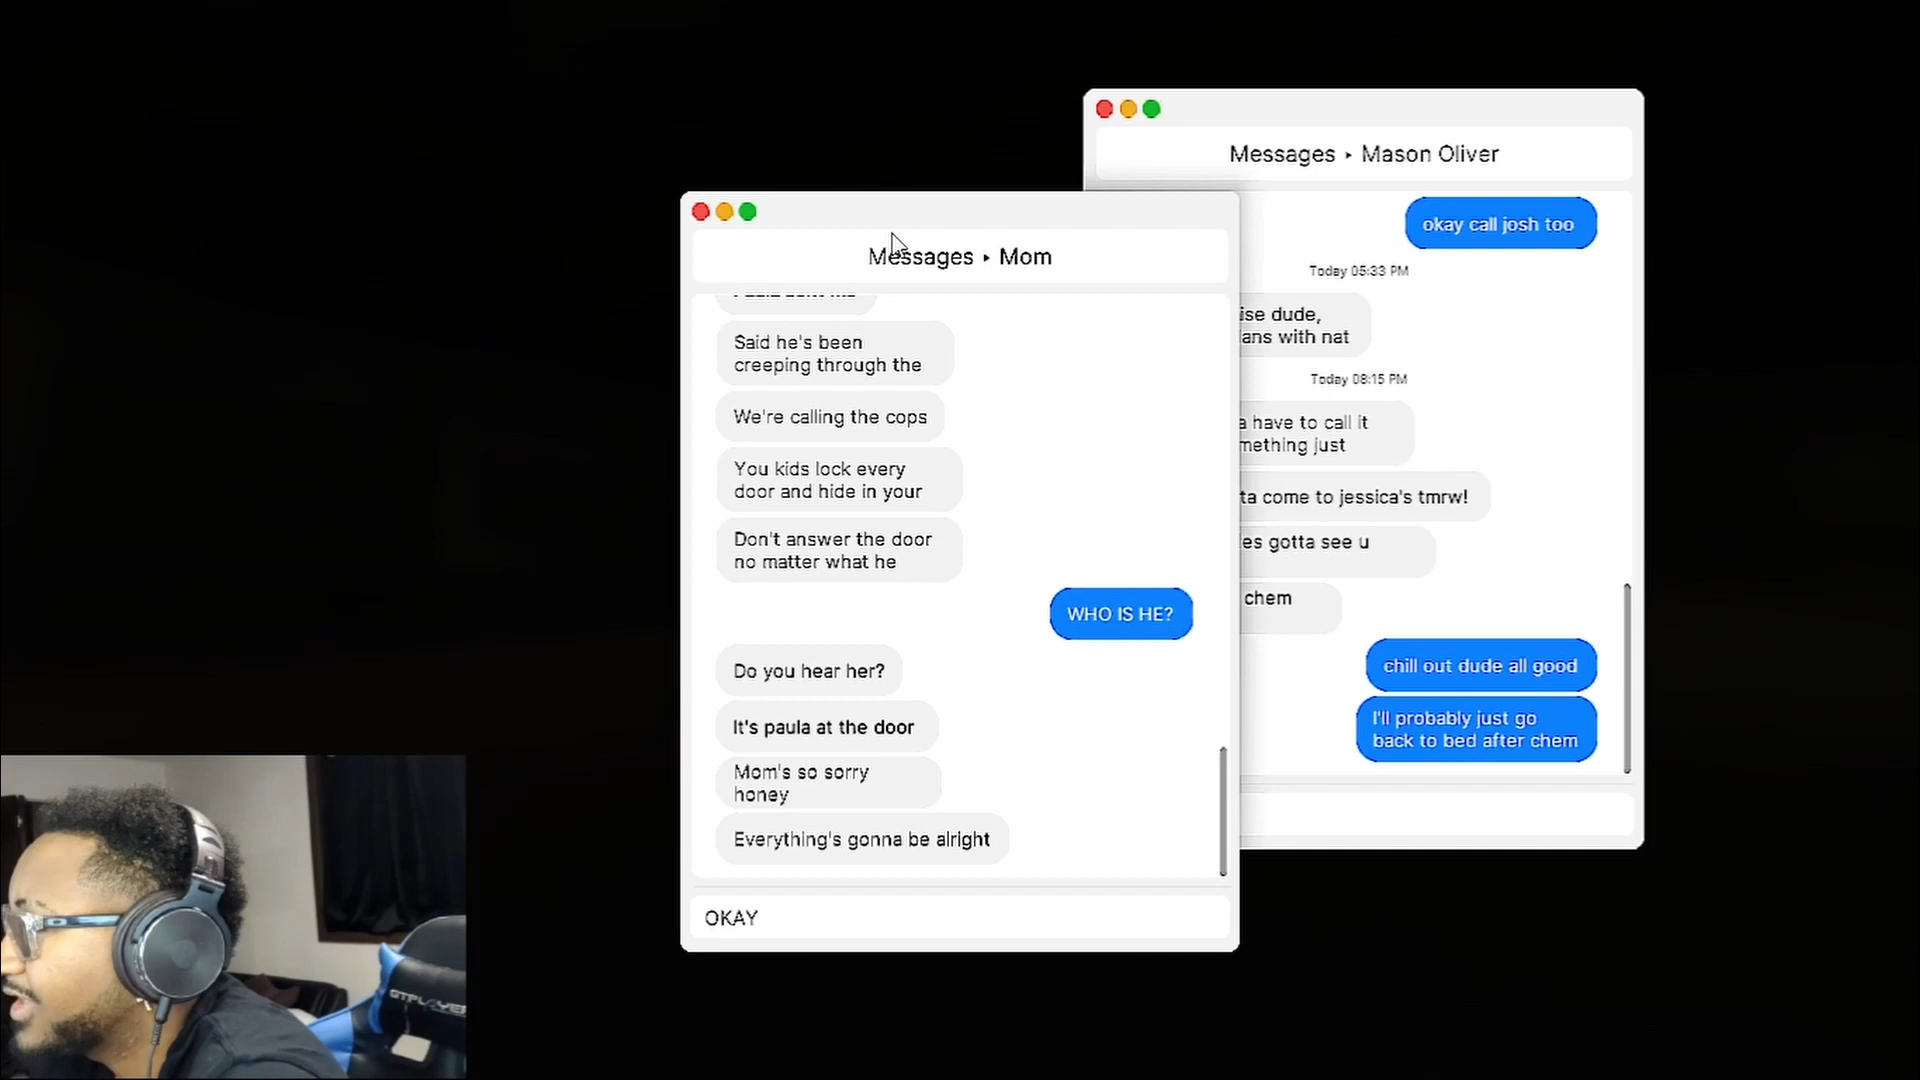 Messages ‣ Mason Oliver
okay call josh too
Today 05:33 PM
ise dude,
ans with nat
Today 08:15 PM
have to call it
mething just
ta come to jessica's tmrw!
es gotta see u
chem
chill out dude all good
I'll probably just go
back to bed after chem
Messages ‣ Mom
Said he's been
creeping through the
We're calling the cops
You kids lock every
door and hide in your
Don't answer the door
no matter what he
WHO IS HE?
Do you hear her?
It's paula at the door
Mom's so sorry
honey
Everything's gonna be alright
OKAY
GTPLAYER